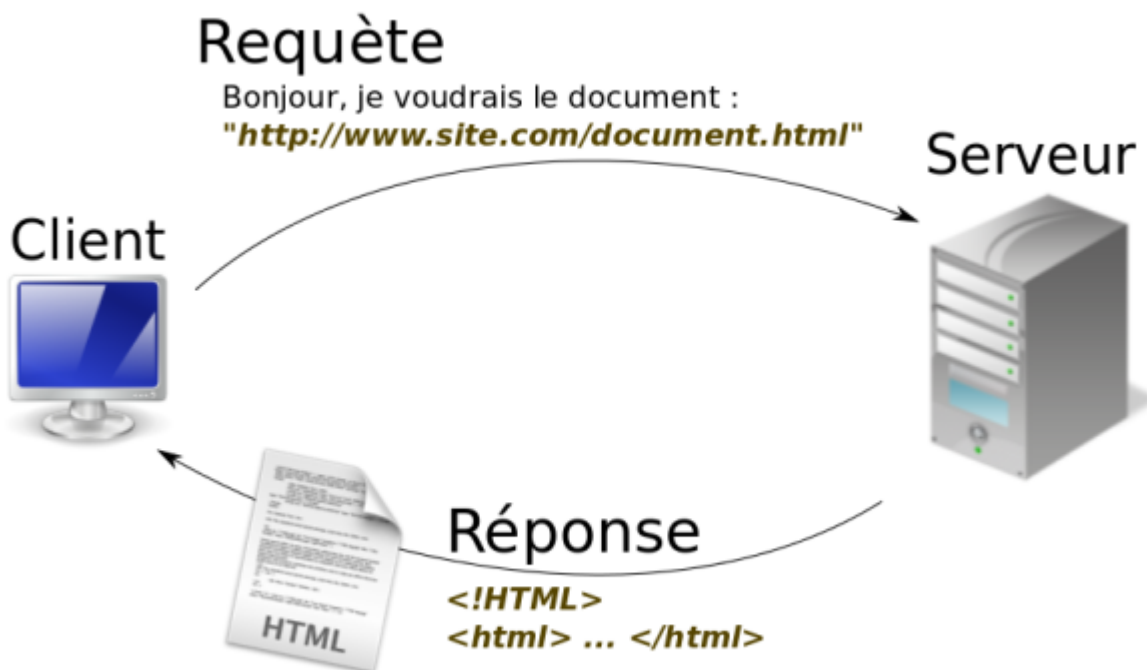 Requète
Bonjour, je voudrais le document :
"http://www.site.com/document.html"
Serveur
Client
Réponse
<!HTML>
<html> ... </html>
HTML